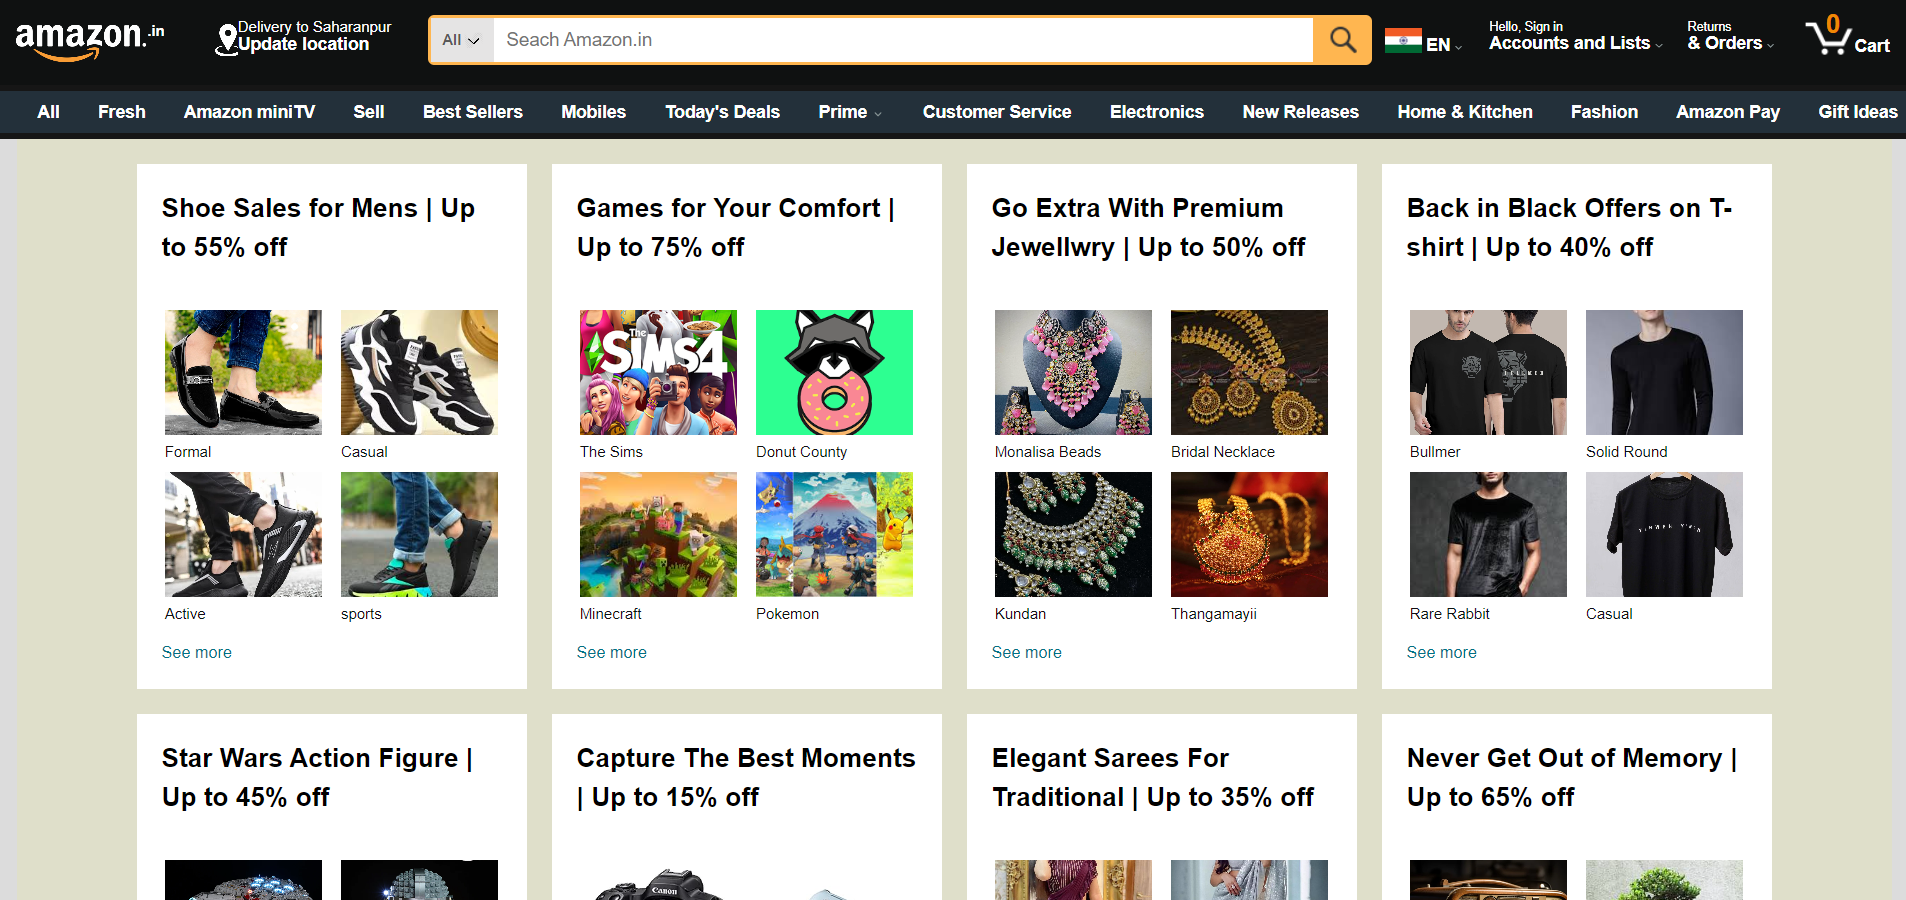 amazon.in
Delivery to Saharanpur
Update location
All
Seach Amazon.in
EN
Hello, Sign in
Accounts and Lists
Returns
& Orders
0
Cart
All Fresh Amazon miniTV Sell Best Sellers Mobiles Today's Deals Prime Customer Service Electronics New Releases Home & Kitchen Fashion Amazon Pay Gift Ideas
Shoe Sales for Mens | Up
to 55% off
Formal Casual
Active sports
See more
Games for Your Comfort |
Up to 75% off
The
SIMS4
The Sims Donut County
Minecraft Pokemon
See more
Go Extra With Premium
Jewellwry | Up to 50% off
Monalisa Beads Bridal Necklace
Kundan Thangamayii
See more
Back in Black Offers on T-
shirt | Up to 40% off
Bullmer Solid Round
Rare Rabbit Casual
See more
Star Wars Action Figure |
Up to 45% off
Capture The Best Moments
| Up to 15% off
Canon
Elegant Sarees For
Traditional | Up to 35% off
Never Get Out of Memory |
Up to 65% off